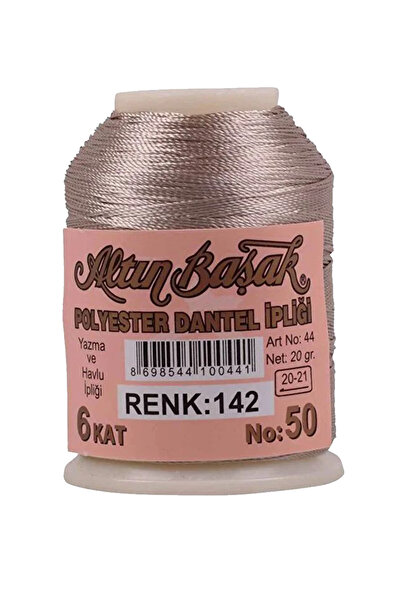 Altın Başak®
POLYESTER DANTEL İPLİĞİ
Yazma
ve
Havlu
İpliği
8 698544 100441
Art No: 44
Net: 20 gr.
20-21
RENK:142
6 KAT
No: 50